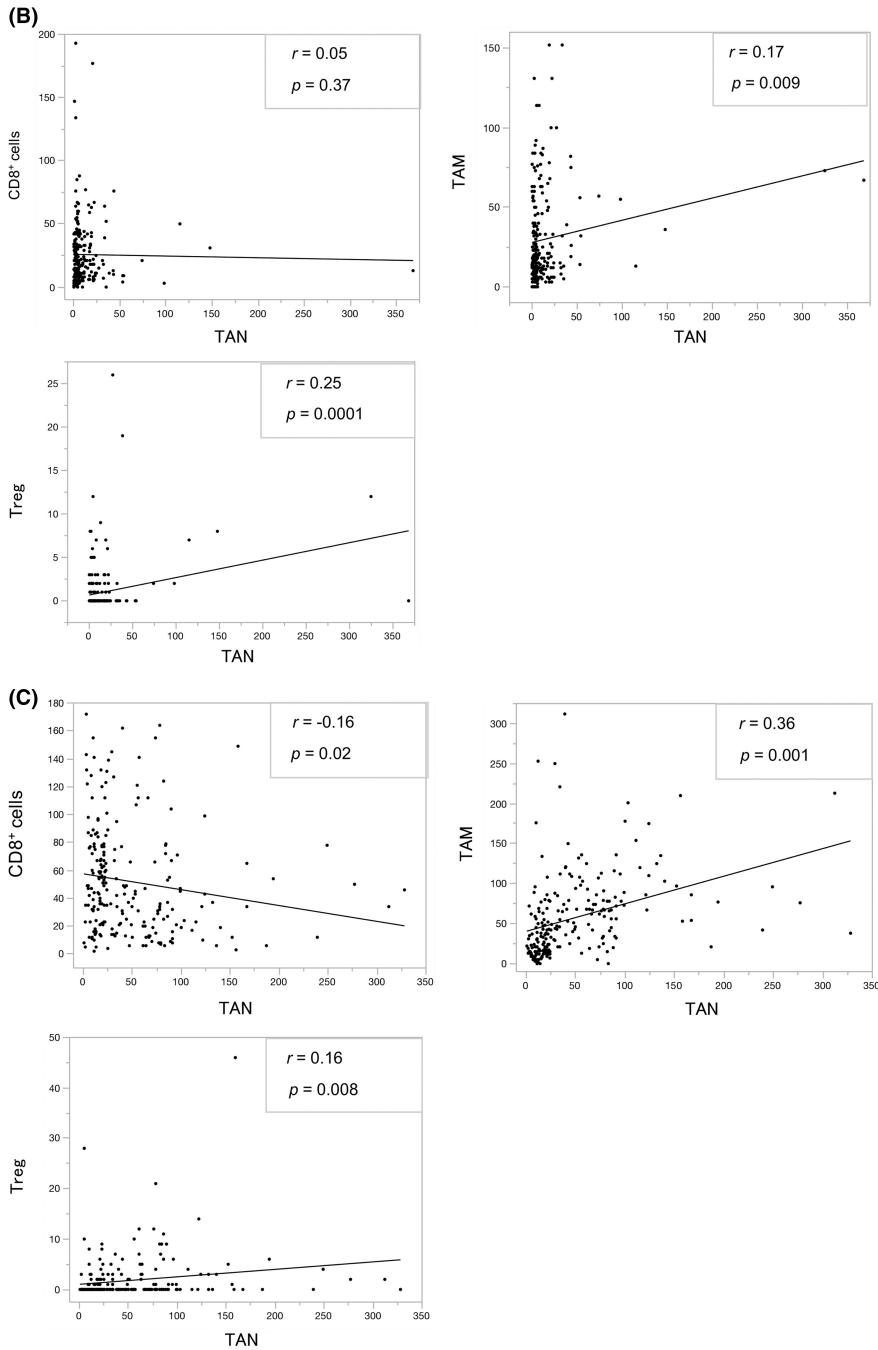 (B)
r = 0.05
p = 0.37
CD8⁺ cells
200
150
100
50
0
0 50 100 150 200 250 300 350
TAN
r = 0.17
p = 0.009
TAM
150
100
50
0
0 50 100 150 200 250 300 350
TAN
r = 0.25
p = 0.0001
Treg
25
20
15
10
5
0
0 50 100 150 200 250 300 350
TAN
(C)
r = -0.16
p = 0.02
CD8⁺ cells
180
160
140
120
100
80
60
40
20
0
0 50 100 150 200 250 300 350
TAN
r = 0.36
p = 0.001
TAM
300
250
200
150
100
50
0
0 50 100 150 200 250 300 350
TAN
r = 0.16
p = 0.008
Treg
50
40
30
20
10
0
0 50 100 150 200 250 300 350
TAN